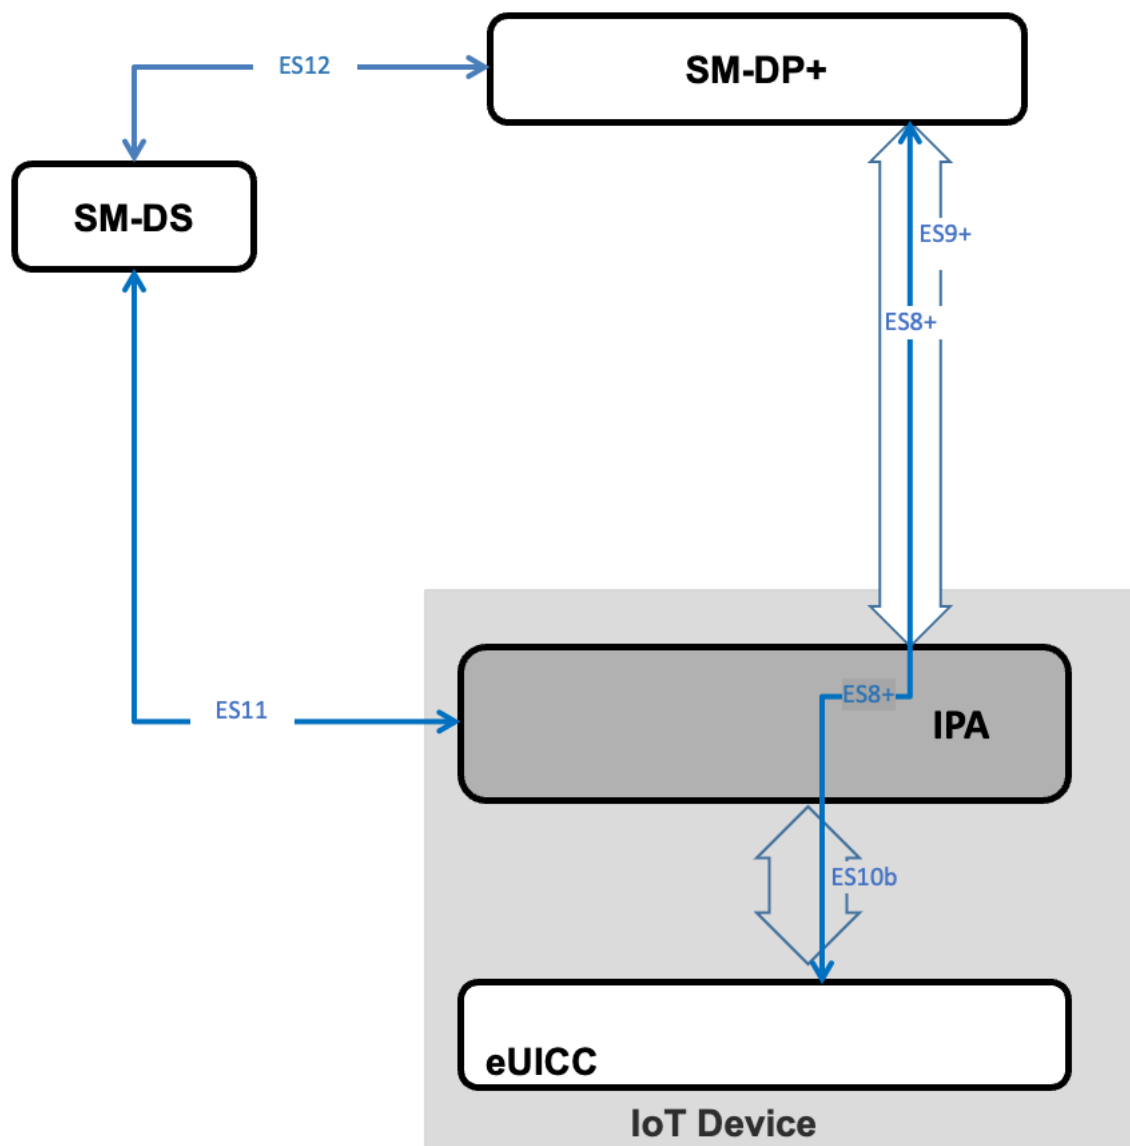 ES12
SM-DP+
SM-DS
ES9+
ES8+
ES8+
ES11
IPA
ES10b
eUICC
IoT Device